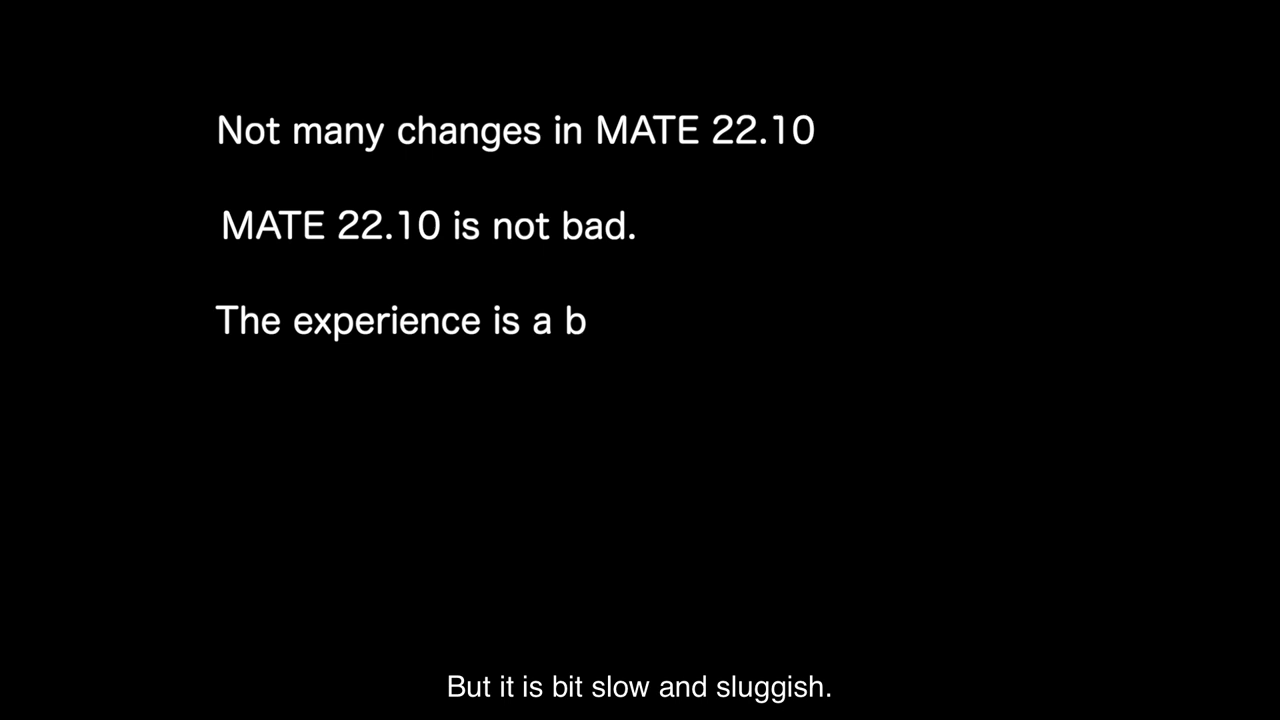 Not many changes in MATE 22.10
MATE 22.10 is not bad.
The experience is a b
But it is bit slow and sluggish.